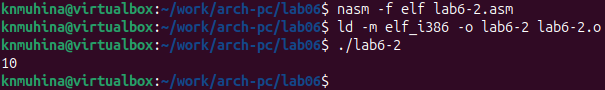 knmuhina@virtualbox:~/work/arch-pc/lab06$ nasm -f elf lab6-2.asm
knmuhina@virtualbox:~/work/arch-pc/lab06$ ld -m elf_i386 -o lab6-2 lab6-2.o
knmuhina@virtualbox:~/work/arch-pc/lab06$ ./lab6-2
10
knmuhina@virtualbox:~/work/arch-pc/lab06$